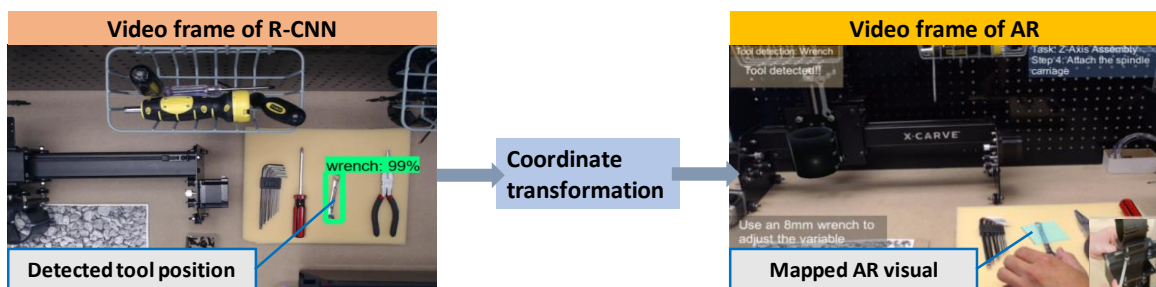 Video frame of R-CNN
wrench: 99%
Detected tool position
Coordinate
transformation
Video frame of AR
Tool detection: Wrench
Tool detected!!
Task: Z-Axis Assembly
Step 4: Attach the spindle
carriage
X-CARVE
Use an 8mm wrench to
adjust the variable
Mapped AR visual